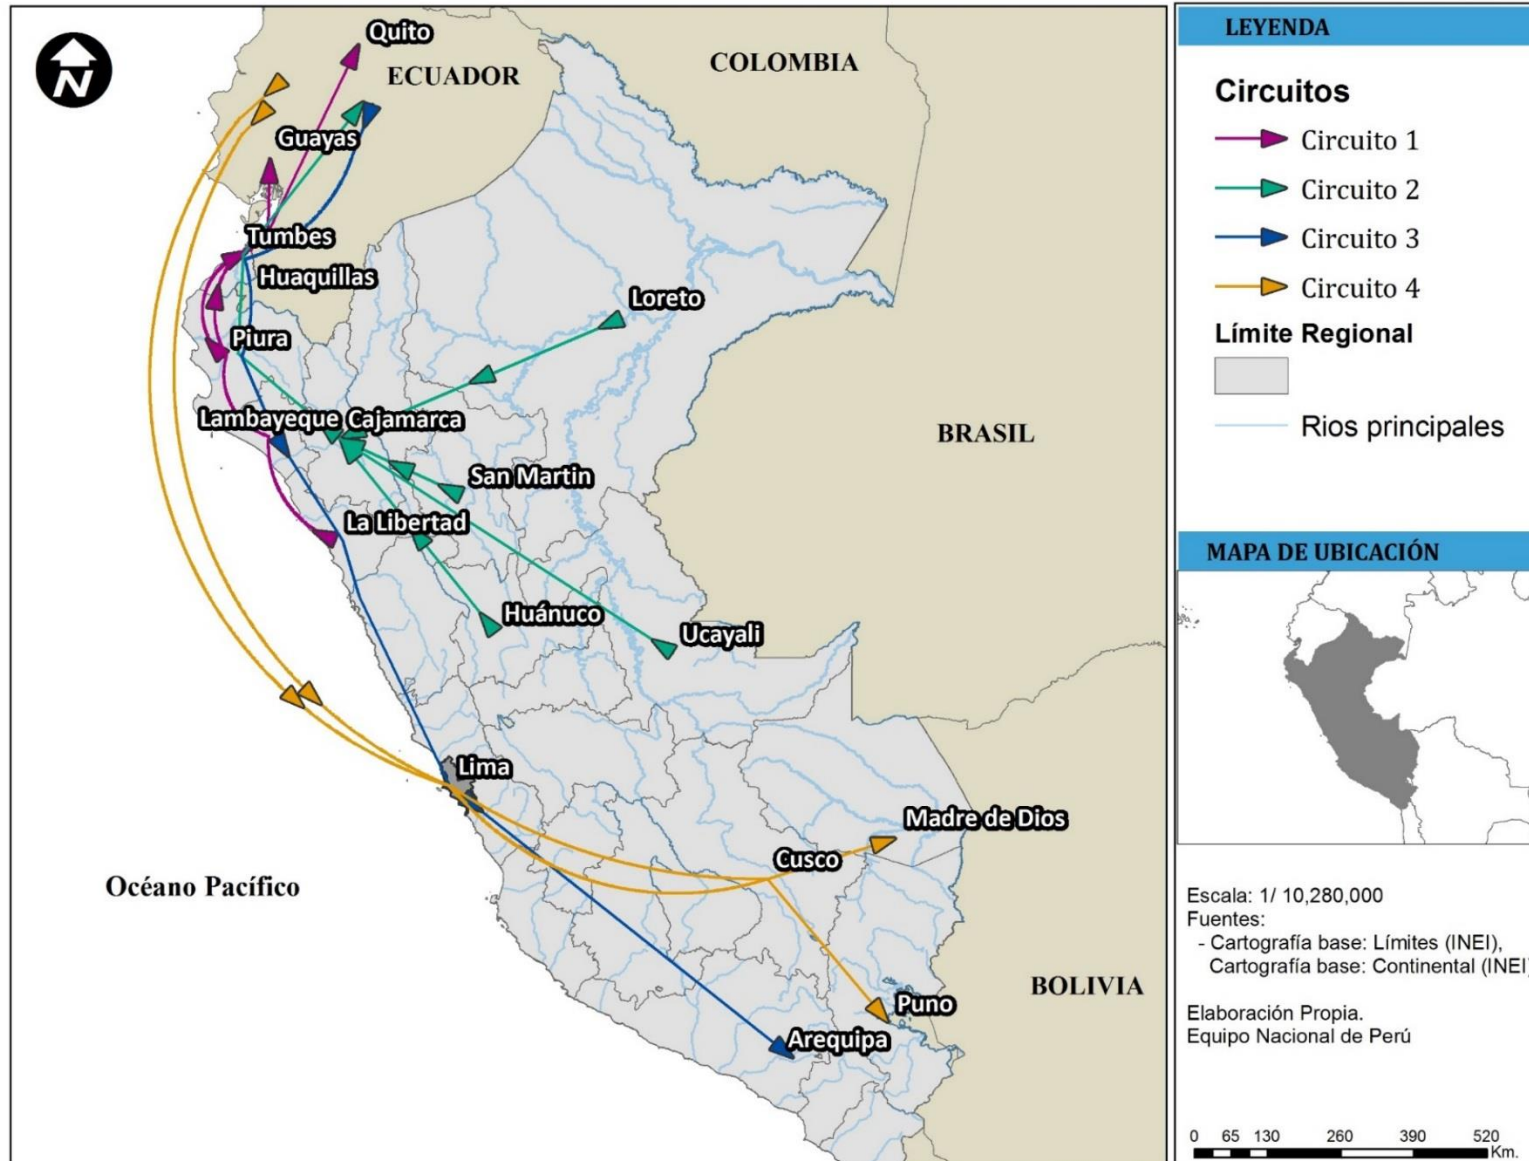 N
Quito
ECUADOR
COLOMBIA
Guayas
Tumbes
Huaquillas
Loreto
Piura
Lambayeque
Cajamarca
BRASIL
San Martin
La Libertad
Huánuco
Ucayali
Lima
Madre de Dios
Cusco
Océano Pacífico
BOLIVIA
Puno
Arequipa
LEYENDA
Circuitos
Circuito 1
Circuito 2
Circuito 3
Circuito 4
Límite Regional
Rios principales
MAPA DE UBICACIÓN
Escala: 1/ 10,280,000
Fuentes:
- Cartografía base: Límites (INEI),
Cartografía base: Continental (INEI)
Elaboración Propia.
Equipo Nacional de Perú
0 65 130 260 390 520
Km.